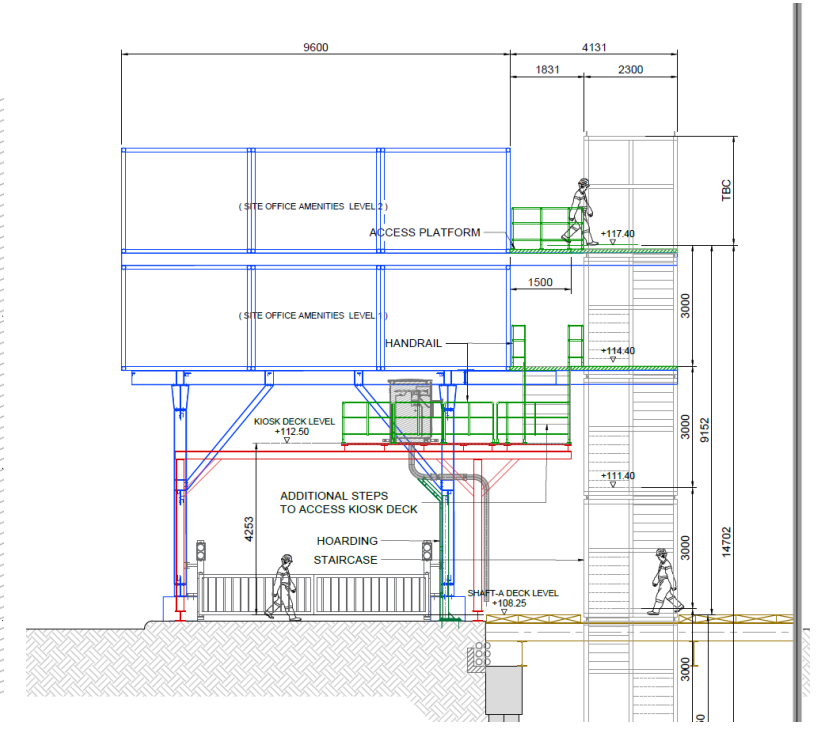 9600
4131
1831
2300
TBC
( SITE OFFICE AMENITIES LEVEL 2 )
ACCESS PLATFORM
+117.40
1500
3000
( SITE OFFICE AMENITIES LEVEL 1 )
HANDRAIL
+114.40
KIOSK DECK LEVEL
+112.50
3000
9152
+111.40
ADDITIONAL STEPS
TO ACCESS KIOSK DECK
4253
HOARDING
STAIRCASE
3000
14702
SHAFT-A DECK LEVEL
+108.25
3000